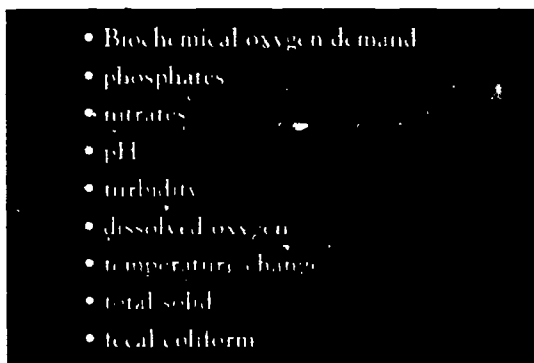 • Biochemical oxygen demand
• phosphates
• nitrates
• pH
• turbidity
• dissolved oxygen
• temperature change
• total solid
• fecal coliform